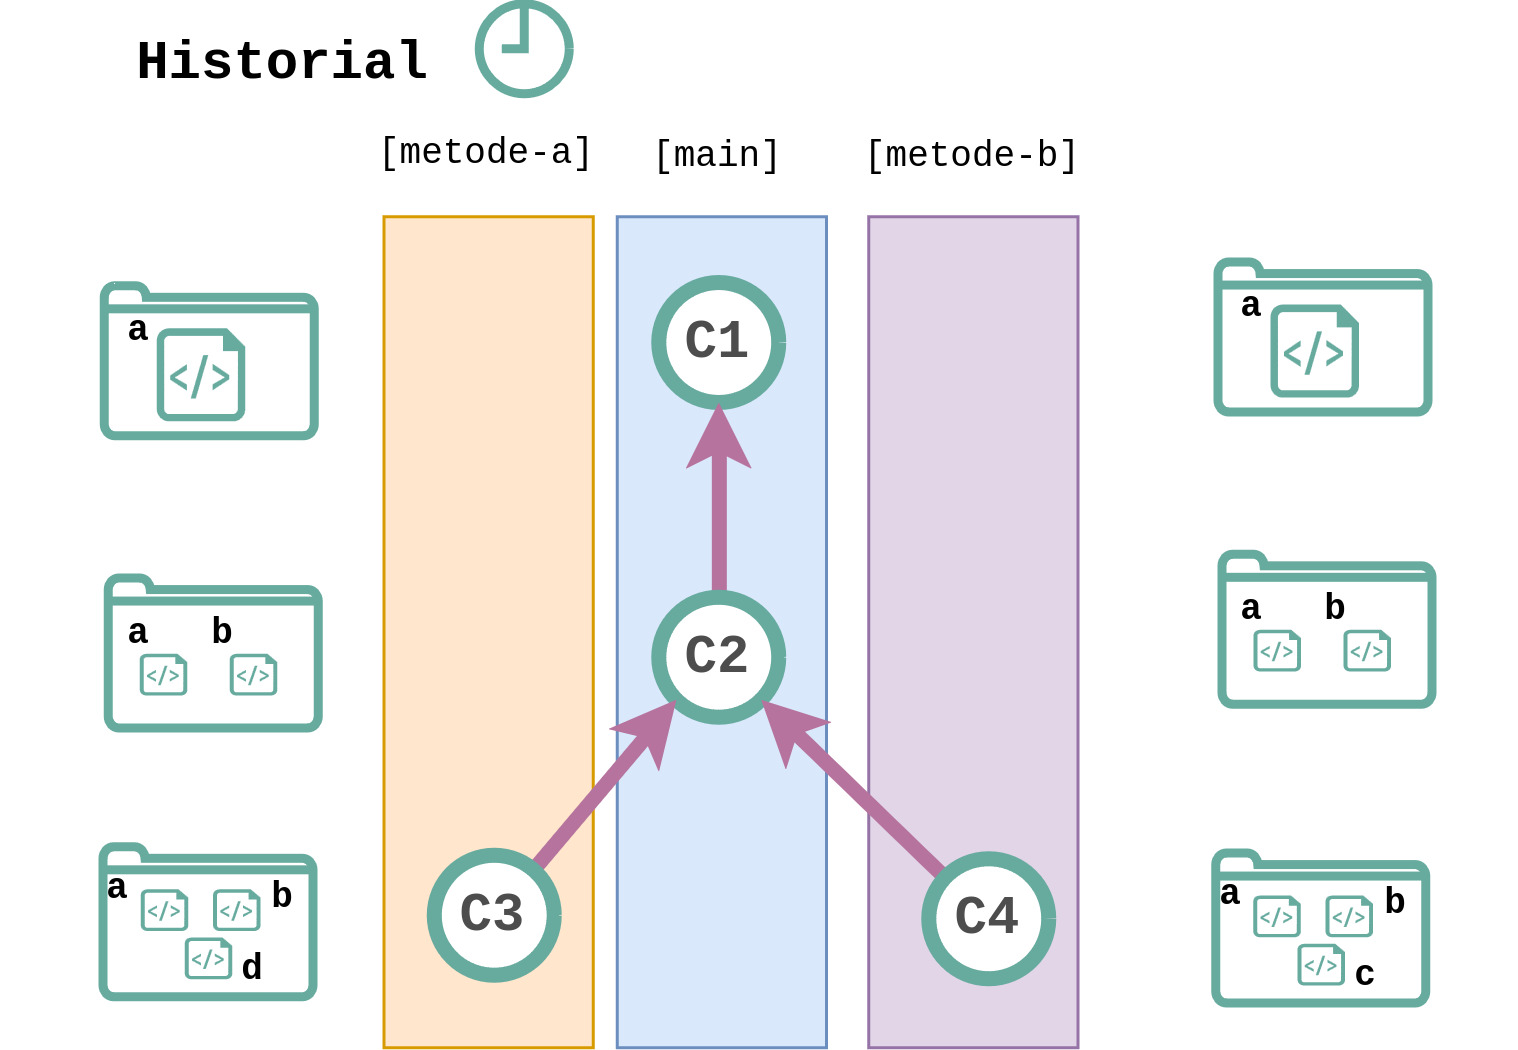 Historial
[metode-a] [main] [metode-b]
a
</>
C1
a
</>
a b
</> </>
C2
a b
</> </>
a b
</> </>
</> d
C3
C4
a b
</> </>
</> c